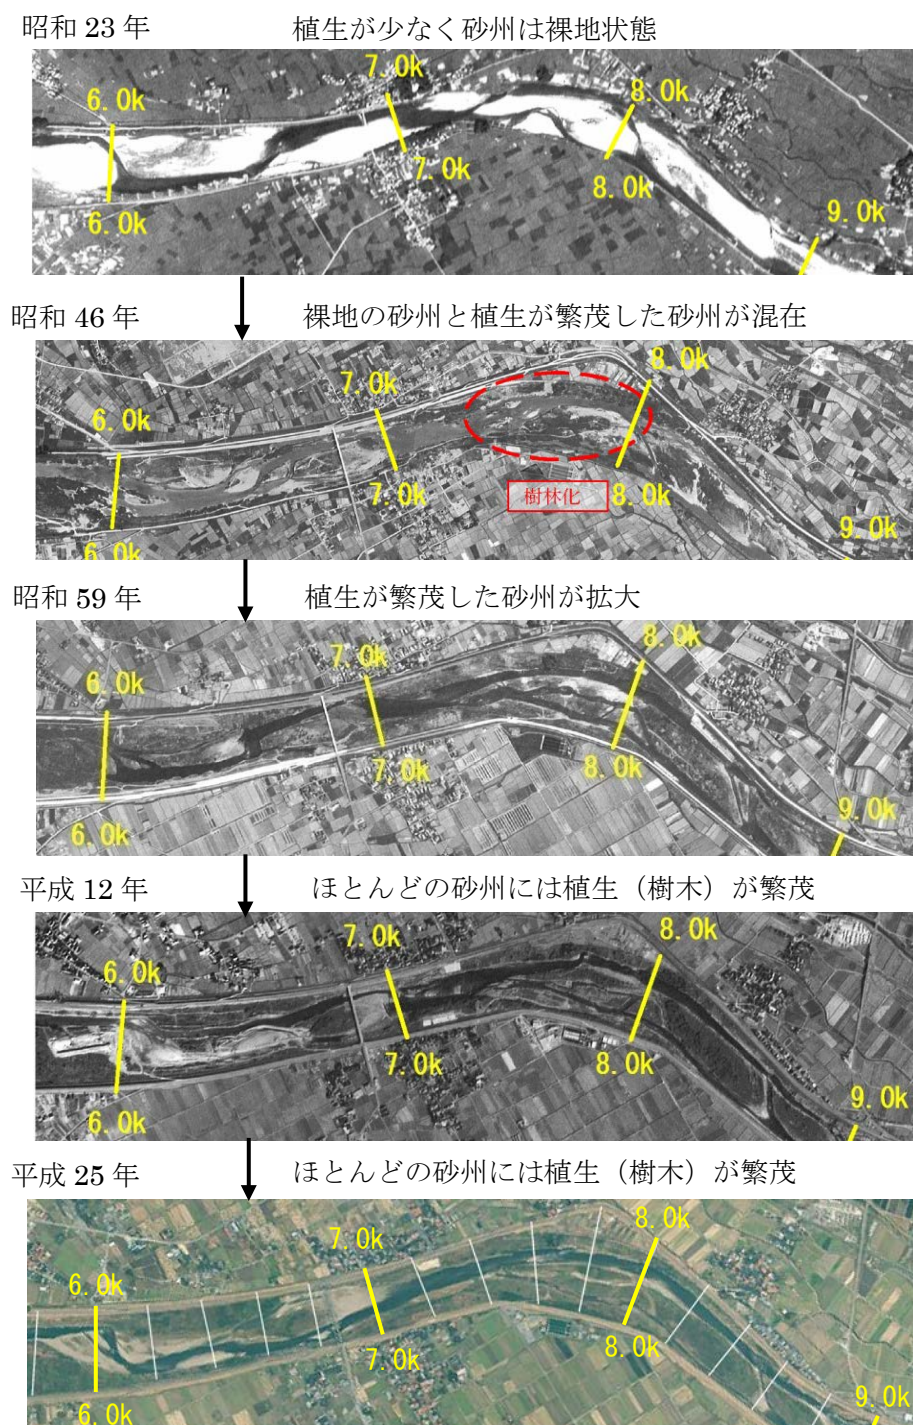 昭和 23 年 植生が少なく砂州は裸地状態
6.0k
7.0k
8.0k
6.0k
7.0k
8.0k
9.0k
昭和 46 年 裸地の砂州と植生が繁茂した砂州が混在
6.0k
7.0k
8.0k
6.0k
7.0k
樹林化
8.0k
9.0k
昭和 59 年 植生が繁茂した砂州が拡大
6.0k
7.0k
8.0k
6.0k
7.0k
8.0k
9.0k
平成 12 年 ほとんどの砂州には植生（樹木）が繁茂
6.0k
7.0k
8.0k
6.0k
7.0k
8.0k
9.0k
平成 25 年 ほとんどの砂州には植生（樹木）が繁茂
6.0k
7.0k
8.0k
6.0k
7.0k
8.0k
9.0k